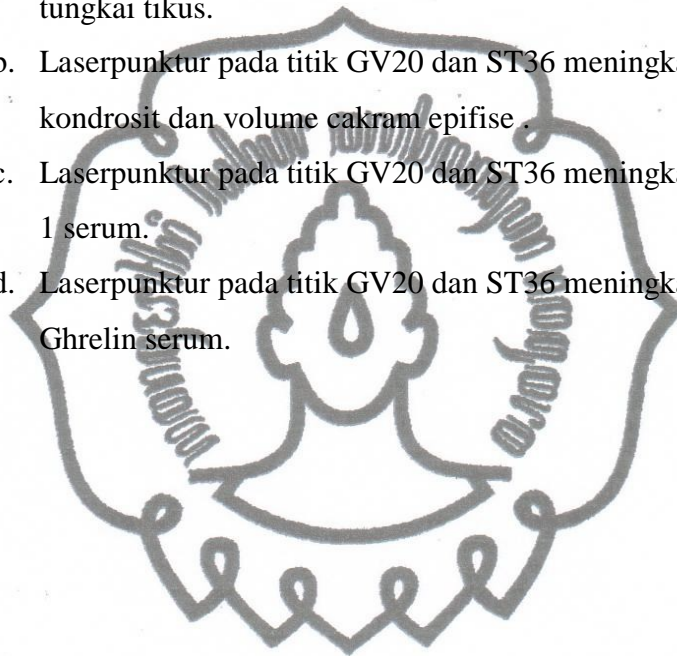 tungkai tikus.
b. Laserpunktur pada titik GV20 dan ST36 meningka
kondrosit dan volume cakram epifise .
c. Laserpunktur pada titik GV20 dan ST36 meningka
1 serum.
d. Laserpunktur pada titik GV20 dan ST36 meningka
Ghrelin serum.